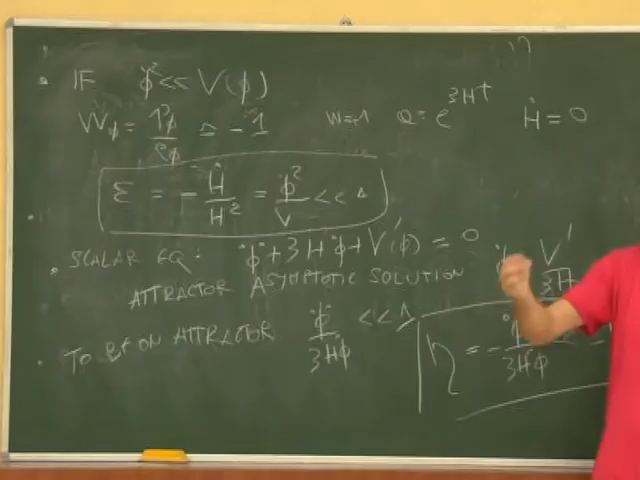 • IF φ̇² << V(φ)
W_φ = P_φ/ρ_φ ≃ -1   w=-1   a = e^{3Ht}   Ḣ = 0
ε = - Ḣ/H² = φ̇²/V << 1
• SCALAR EQ: φ̈ + 3Hφ̇ + V'(φ) = 0
V'/3H
ATTRACTOR ASYMPTOTIC SOLUTION
• TO BE ON ATTRACTOR φ̈/3Hφ̇ << 1
η = - φ̈/3Hφ̇